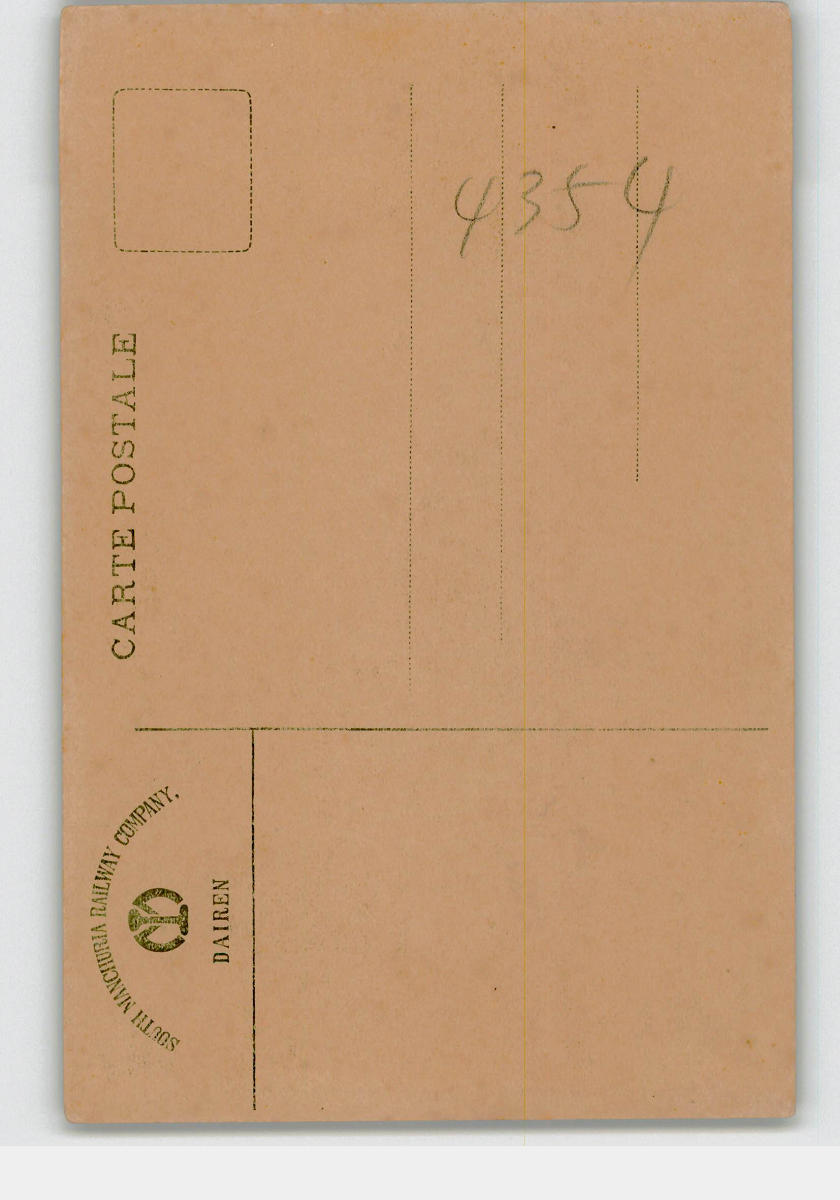 CARTE POSTALE
SOUTH MANCHURIA RAILWAY COMPANY.
DAIREN
4354